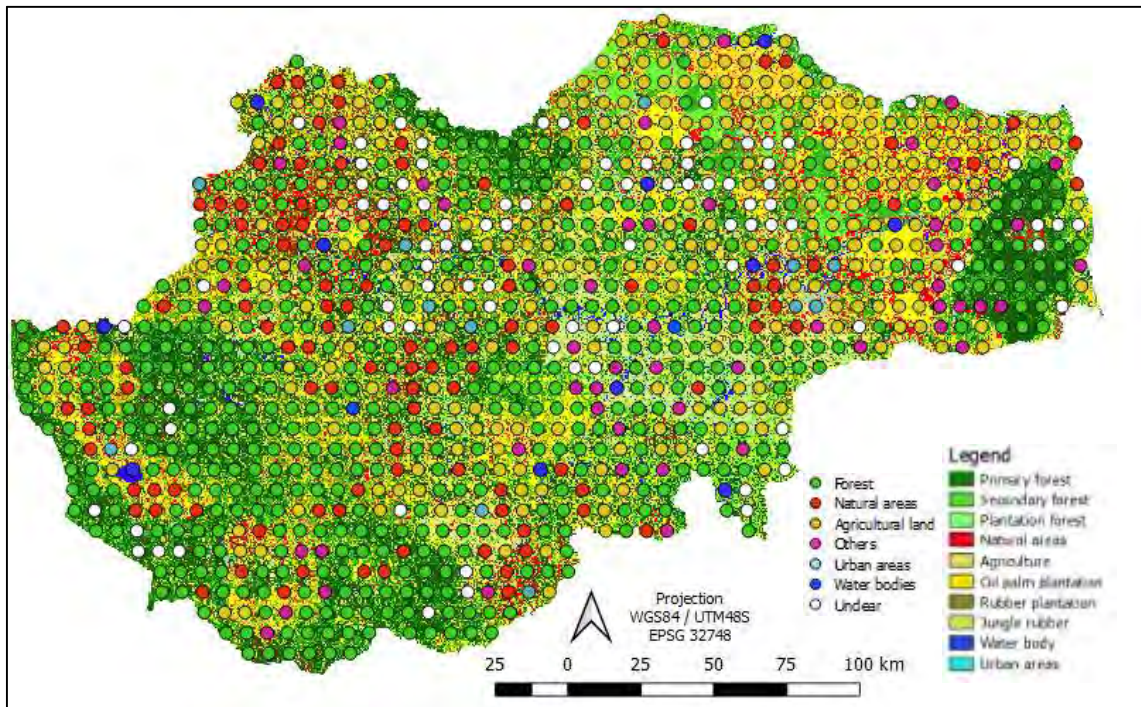 Forest
Natural areas
Agricultural land
Others
Urban areas
Water bodies
Unclear
Legend
Primary forest
Secondary forest
Plantation forest
Natural areas
Agriculture
Oil palm plantation
Rubber plantation
Jungle rubber
Water body
Urban areas
Projection
WGS84 / UTM48S
EPSG 32748
25 0 25 50 75 100 km